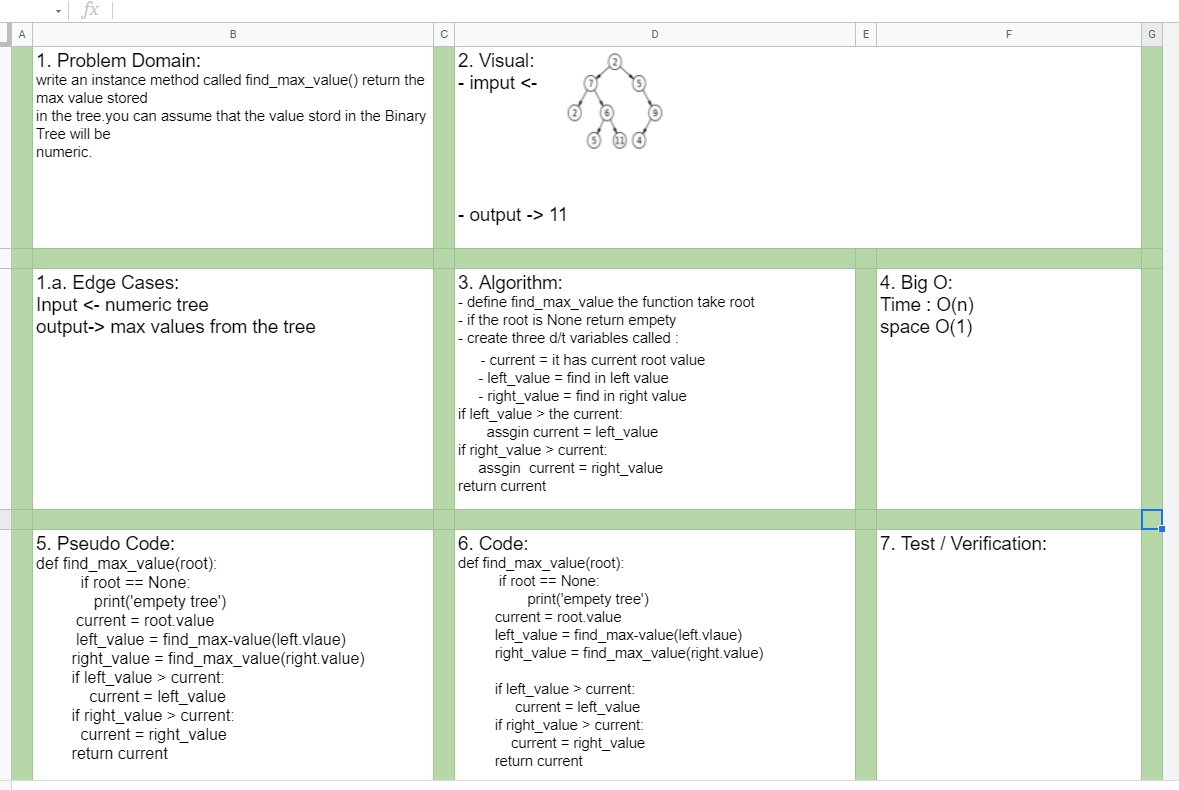 fx
A B C D E F G
1. Problem Domain:
write an instance method called find_max_value() return the
max value stored
in the tree.you can assume that the value stord in the Binary
Tree will be
numeric.
2. Visual:
- imput <-
2
7 5
2 6 9
5 11 4
- output -> 11
1.a. Edge Cases:
Input <- numeric tree
output-> max values from the tree
3. Algorithm:
- define find_max_value the function take root
- if the root is None return empety
- create three d/t variables called :
- current = it has current root value
- left_value = find in left value
- right_value = find in right value
if left_value > the current:
assgin current = left_value
if right_value > current:
assgin current = right_value
return current
4. Big O:
Time : O(n)
space O(1)
5. Pseudo Code:
def find_max_value(root):
if root == None:
print('empety tree')
current = root.value
left_value = find_max-value(left.vlaue)
right_value = find_max_value(right.value)
if left_value > current:
current = left_value
if right_value > current:
current = right_value
return current
6. Code:
def find_max_value(root):
if root == None:
print('empety tree')
current = root.value
left_value = find_max-value(left.vlaue)
right_value = find_max_value(right.value)
if left_value > current:
current = left_value
if right_value > current:
current = right_value
return current
7. Test / Verification: